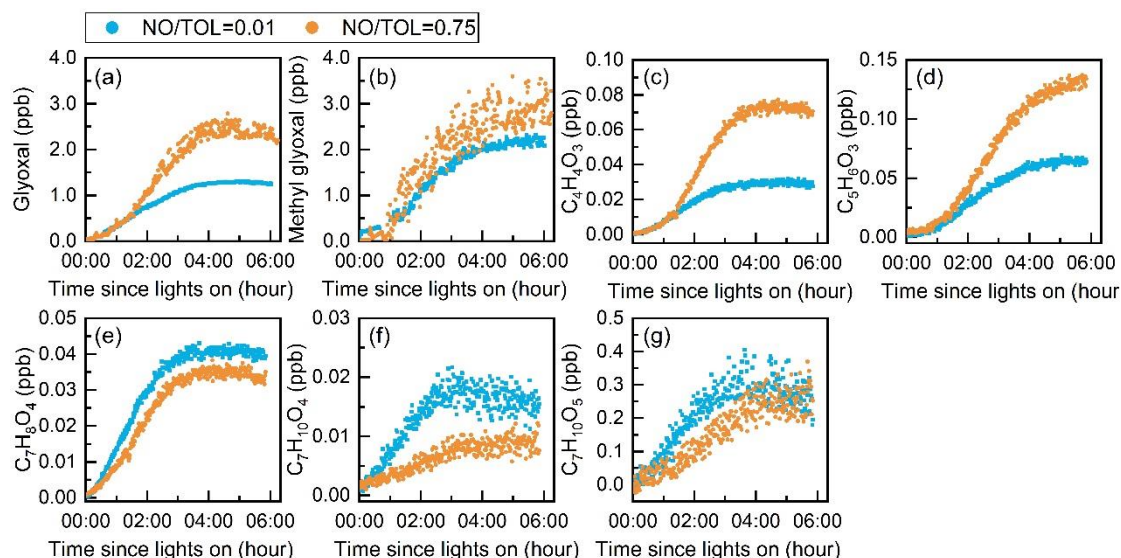 NO/TOL=0.01 NO/TOL=0.75
(a) (b) (c) (d)
Glyoxal (ppb)
4.0
3.0
2.0
1.0
0.0
Methyl glyoxal (ppb)
4.0
3.0
2.0
1.0
0.0
C4H4O3 (ppb)
0.10
0.08
0.06
0.04
0.02
0.00
C5H6O3 (ppb)
0.15
0.10
0.05
0.00
00:00 02:00 04:00 06:00 00:00 02:00 04:00 06:00 00:00 02:00 04:00 06:00 00:00 02:00 04:00 06:00
Time since lights on (hour) Time since lights on (hour) Time since lights on (hour) Time since lights on (hour)
(e) (f) (g)
C7H8O4 (ppb)
0.05
0.04
0.03
0.02
0.01
0.00
C7H10O4 (ppb)
0.03
0.02
0.01
0.00
C7H10O5 (ppb)
0.5
0.4
0.3
0.2
0.1
0.0
00:00 02:00 04:00 06:00 00:00 02:00 04:00 06:00 00:00 02:00 04:00 06:00
Time since lights on (hour) Time since lights on (hour) Time since lights on (hour)